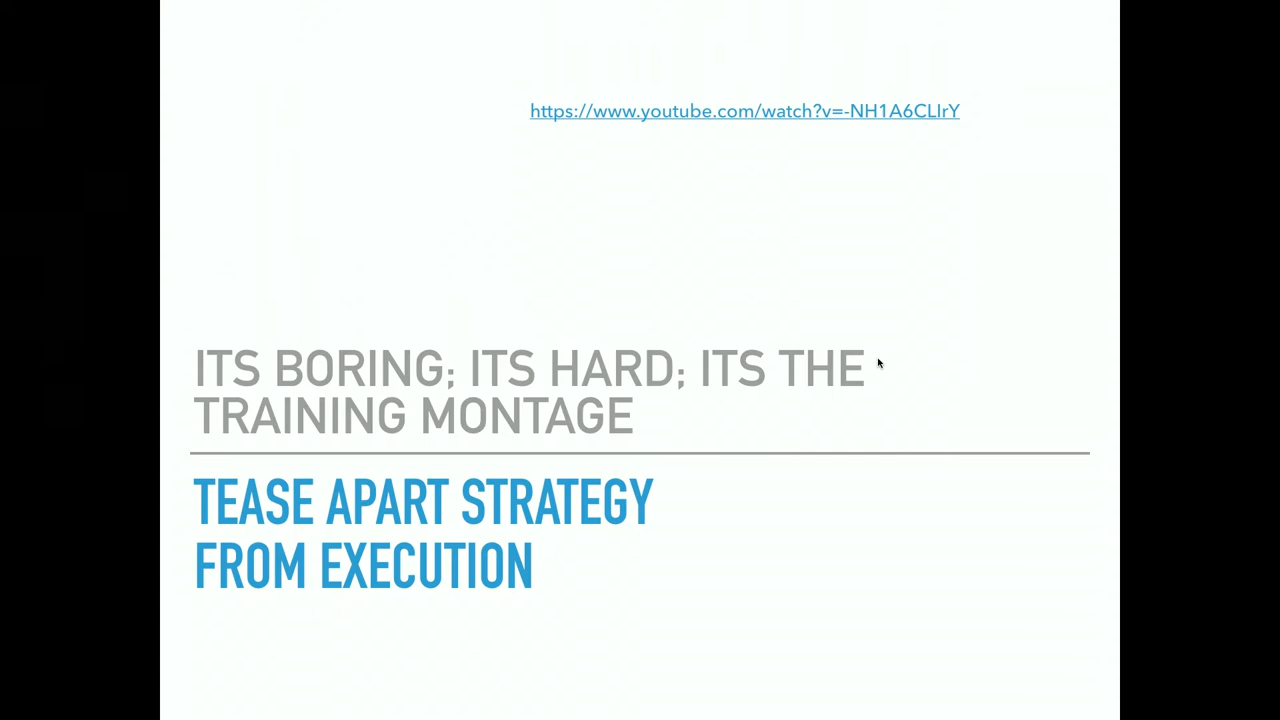 https://www.youtube.com/watch?v=-NH1A6CLIrY
ITS BORING; ITS HARD; ITS THE
TRAINING MONTAGE
TEASE APART STRATEGY
FROM EXECUTION